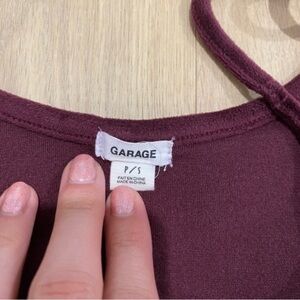 GARAGE
P/S
FAIT EN CHINE
MADE IN CHINA